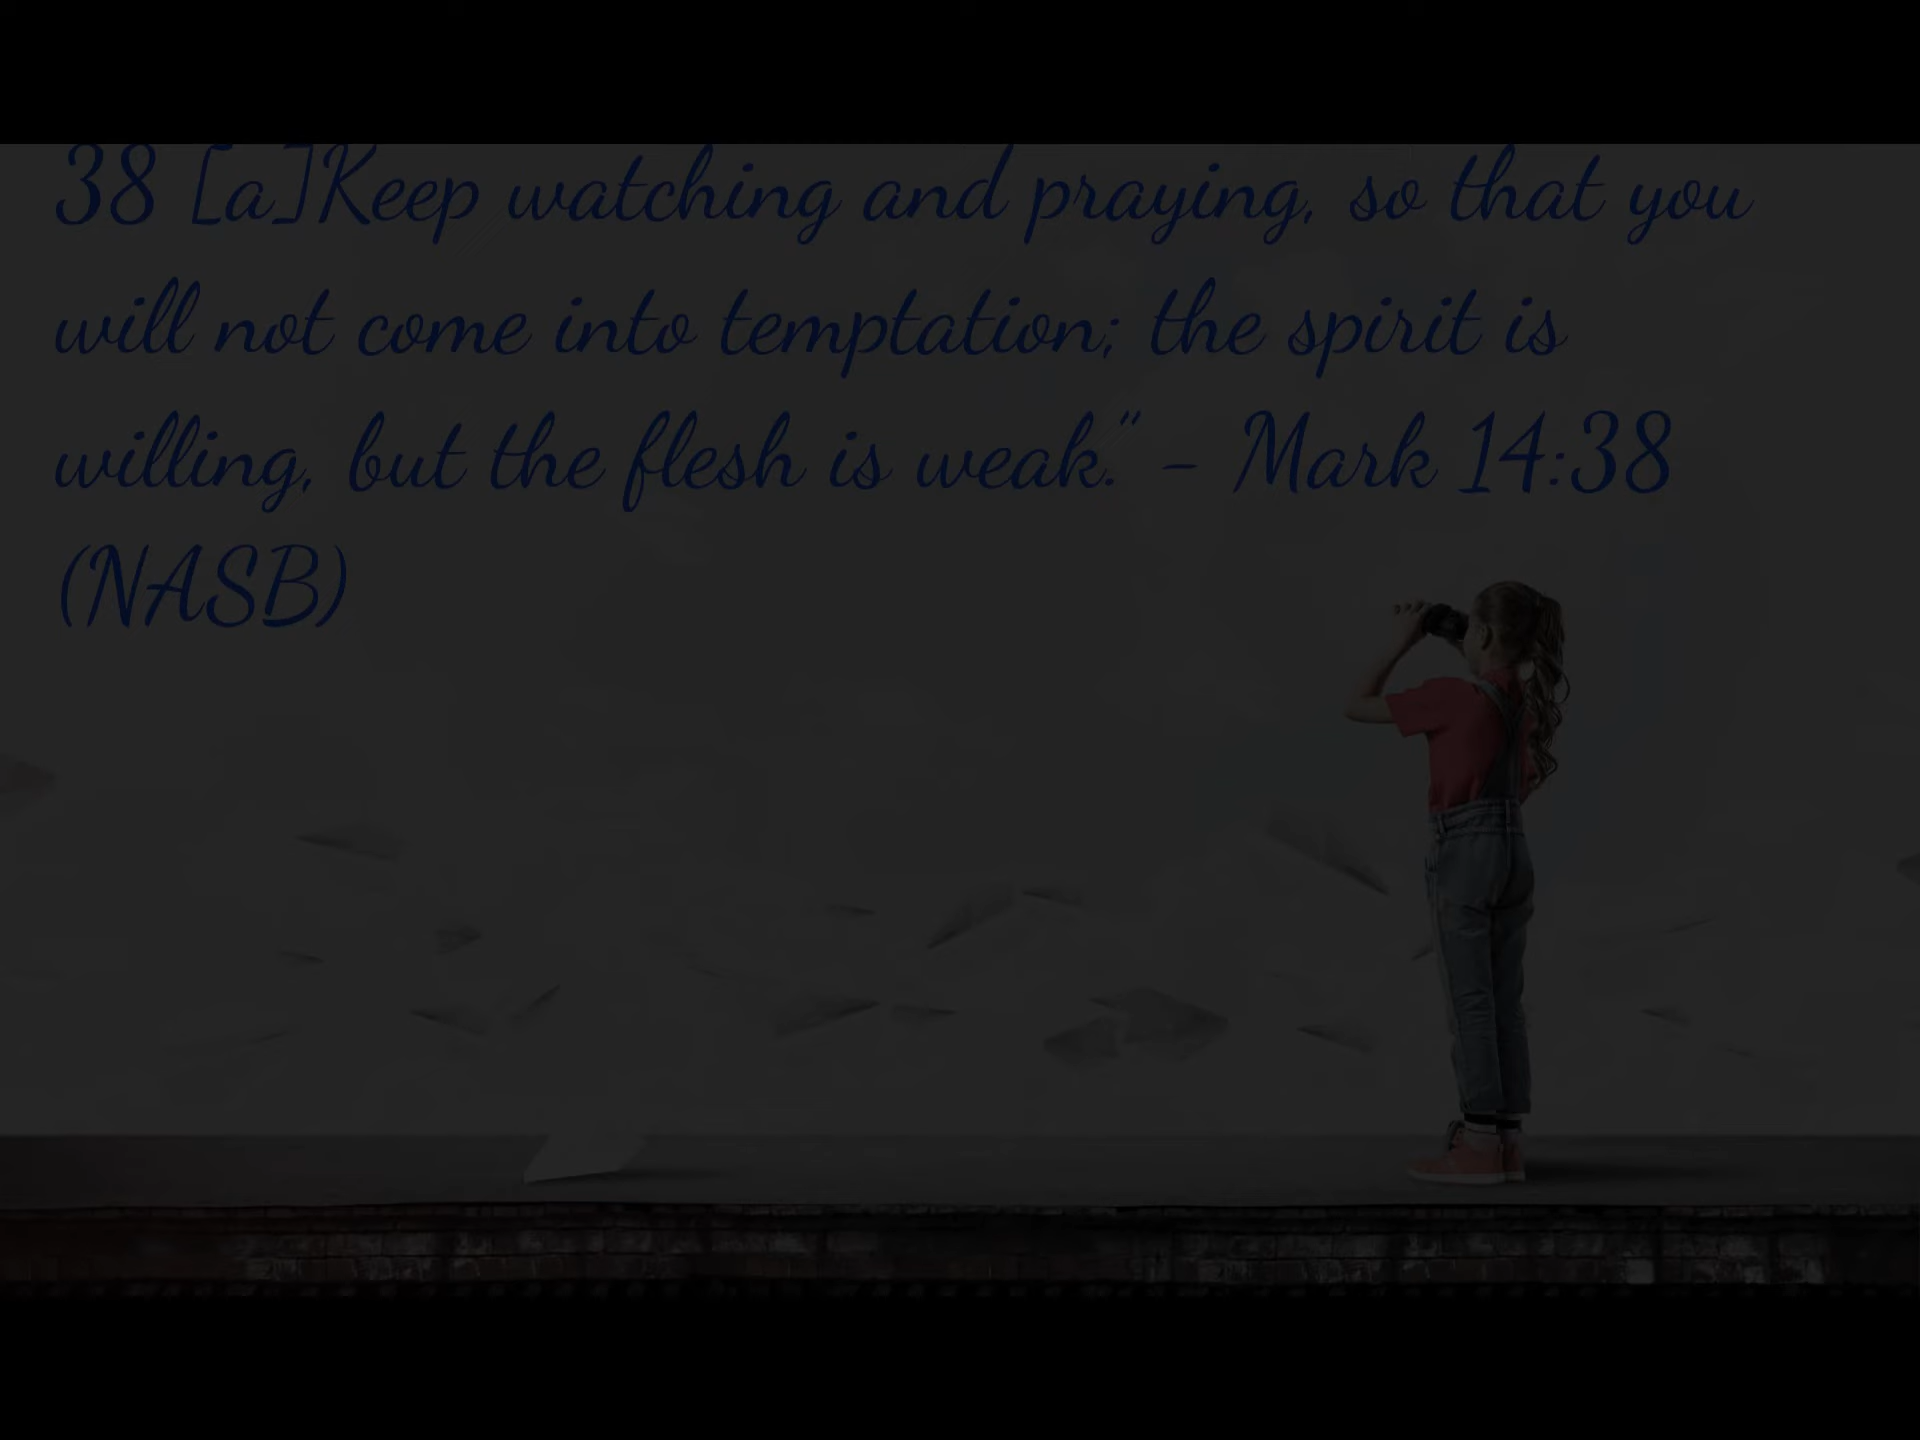 38 [a]Keep watching and praying, so that you
will not come into temptation; the spirit is
willing, but the flesh is weak.” - Mark 14:38
(NASB)